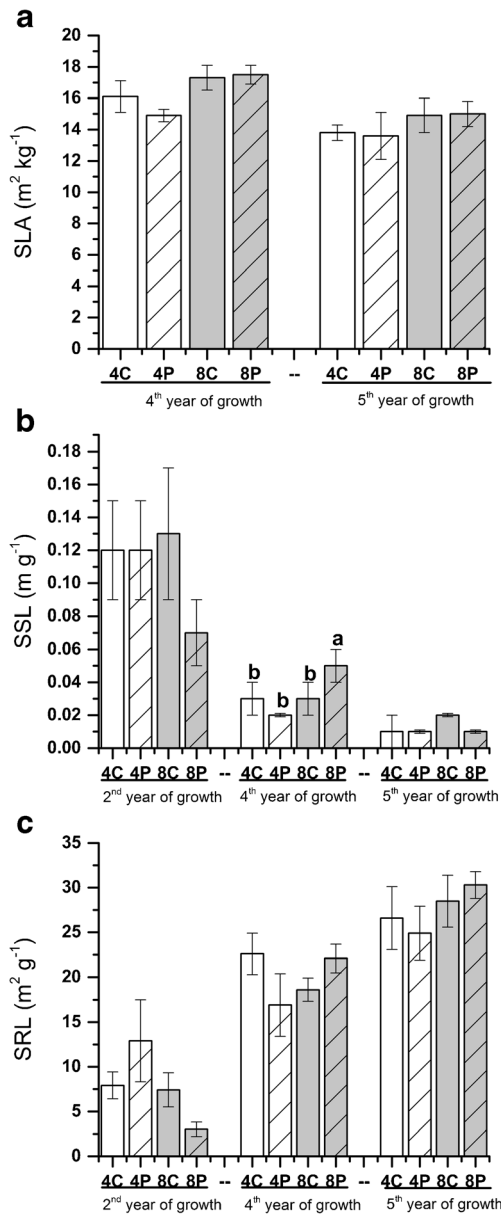 a
20
18
16
14
12
10
8
6
4
2
0
SLA (m² kg⁻¹)
4C 4P 8C 8P -- 4C 4P 8C 8P
4th year of growth 5th year of growth
b
0.20
0.18
0.16
0.14
0.12
0.10
0.08
0.06
0.04
0.02
0.00
SSL (m g⁻¹)
b b b a
4C 4P 8C 8P -- 4C 4P 8C 8P -- 4C 4P 8C 8P
2nd year of growth 4th year of growth 5th year of growth
c
35
30
25
20
15
10
5
0
SRL (m² g⁻¹)
4C 4P 8C 8P -- 4C 4P 8C 8P -- 4C 4P 8C 8P
2nd year of growth 4th year of growth 5th year of growth